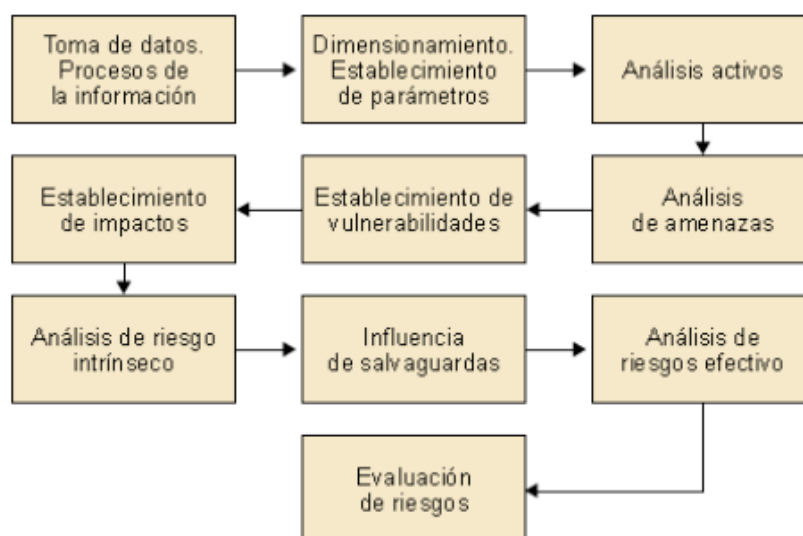 Toma de datos.
Procesos de
la información
Dimensionamiento.
Establecimiento
de parámetros
Análisis activos
Análisis
de amenazas
Establecimiento de
vulnerabilidades
Establecimiento
de impactos
Análisis de riesgo
intrínseco
Influencia
de salvaguardas
Análisis de
riesgos efectivo
Evaluación
de riesgos